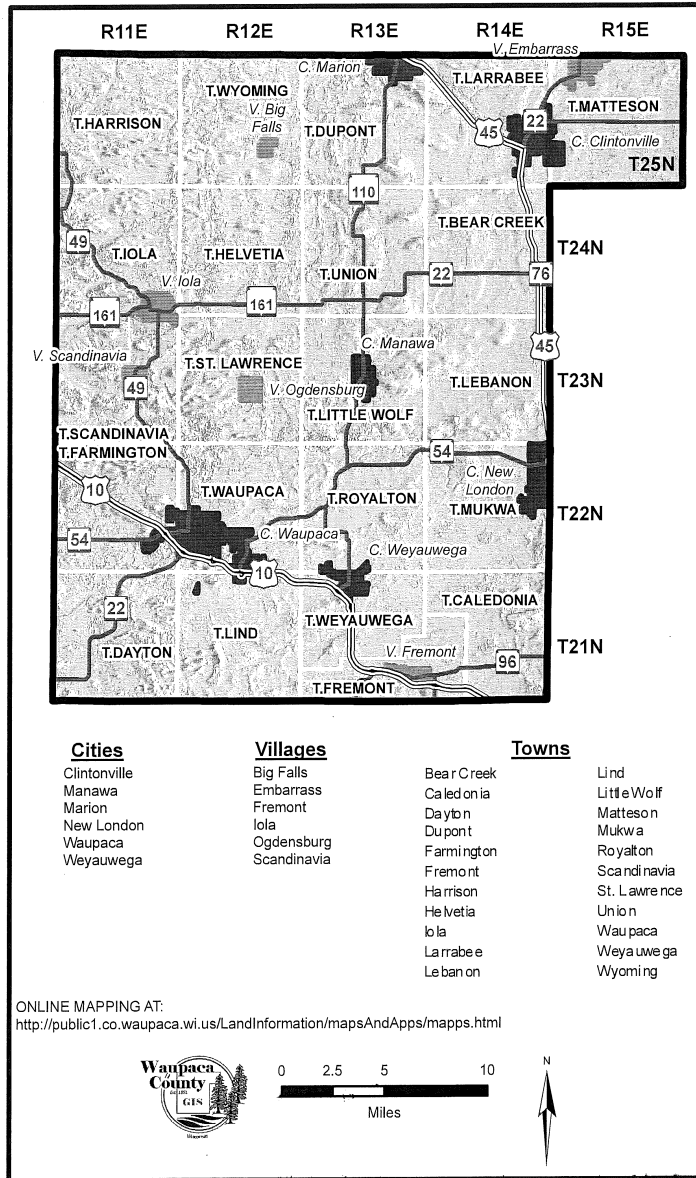 R11E R12E R13E R14E R15E
V. Embarrass
C. Marion
T.LARRABEE
T.WYOMING
T.MATTESON
V. Big
Falls
22
T.HARRISON
T.DUPONT
45
C. Clintonville
T25N
110
T.BEAR CREEK
49
T24N
T.IOLA
T.HELVETIA
T.UNION
22
76
V. Iola
161
161
C. Manawa
45
V. Scandinavia
T.ST. LAWRENCE
T23N
49
V. Ogdensburg
T.LEBANON
T.LITTLE WOLF
T.SCANDINAVIA
T.FARMINGTON
54
C. New
London
10
T.WAUPACA
T.ROYALTON
T.MUKWA
T22N
54
C. Waupaca
C. Weyauwega
10
22
T.CALEDONIA
T.WEYAUWEGA
T.LIND
T21N
T.DAYTON
V. Fremont
96
T.FREMONT
Cities
Clintonville
Manawa
Marion
New London
Waupaca
Weyauwega
Villages
Big Falls
Embarrass
Fremont
Iola
Ogdensburg
Scandinavia
Towns
Bear Creek
Caledonia
Dayton
Dupont
Farmington
Fremont
Harrison
Helvetia
Iola
Larrabee
Lebanon
Lind
Little Wolf
Matteson
Mukwa
Royalton
Scandinavia
St. Lawrence
Union
Waupaca
Weyauwega
Wyoming
ONLINE MAPPING AT:
http://public1.co.waupaca.wi.us/LandInformation/mapsAndApps/mapps.html
Waupaca
County
GIS
0 2.5 5 10
Miles
N